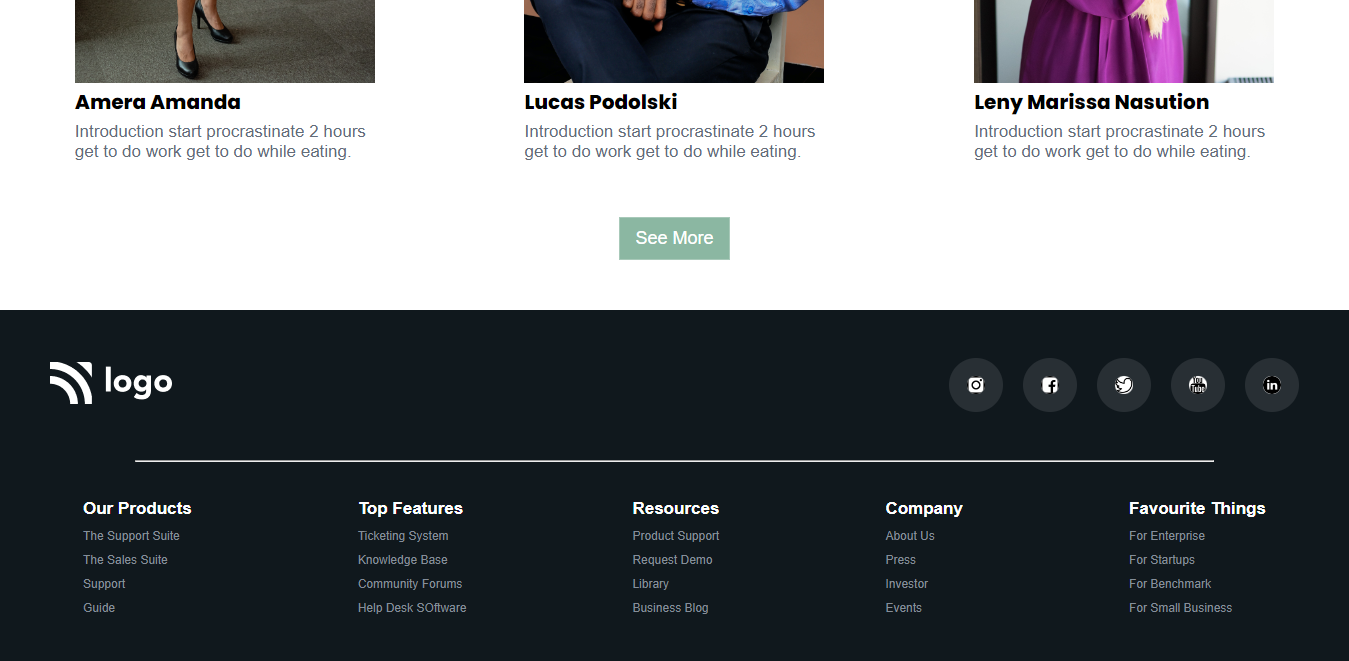 Amera Amanda
Introduction start procrastinate 2 hours
get to do work get to do while eating.
Lucas Podolski
Introduction start procrastinate 2 hours
get to do work get to do while eating.
Leny Marissa Nasution
Introduction start procrastinate 2 hours
get to do work get to do while eating.
See More
logo
You
Tube
in
Our Products
The Support Suite
The Sales Suite
Support
Guide
Top Features
Ticketing System
Knowledge Base
Community Forums
Help Desk SOftware
Resources
Product Support
Request Demo
Library
Business Blog
Company
About Us
Press
Investor
Events
Favourite Things
For Enterprise
For Startups
For Benchmark
For Small Business